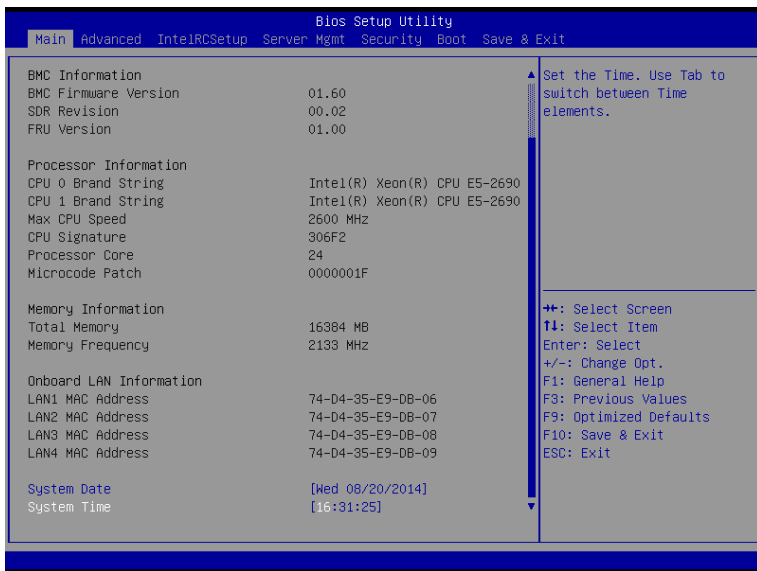 Bios Setup Utility
Main Advanced IntelRCSetup Server Mgmt Security Boot Save & Exit
BMC Information
BMC Firmware Version 01.60
SDR Revision 00.02
FRU Version 01.00
Processor Information
CPU 0 Brand String Intel(R) Xeon(R) CPU E5-2690
CPU 1 Brand String Intel(R) Xeon(R) CPU E5-2690
Max CPU Speed 2600 MHz
CPU Signature 306F2
Processor Core 24
Microcode Patch 0000001F
Memory Information
Total Memory 16384 MB
Memory Frequency 2133 MHz
Onboard LAN Information
LAN1 MAC Address 74-D4-35-E9-DB-06
LAN2 MAC Address 74-D4-35-E9-DB-07
LAN3 MAC Address 74-D4-35-E9-DB-08
LAN4 MAC Address 74-D4-35-E9-DB-09
System Date [Wed 08/20/2014]
System Time [16:31:25]
Set the Time. Use Tab to
switch between Time
elements.
→←: Select Screen
↑↓: Select Item
Enter: Select
+/-: Change Opt.
F1: General Help
F3: Previous Values
F9: Optimized Defaults
F10: Save & Exit
ESC: Exit